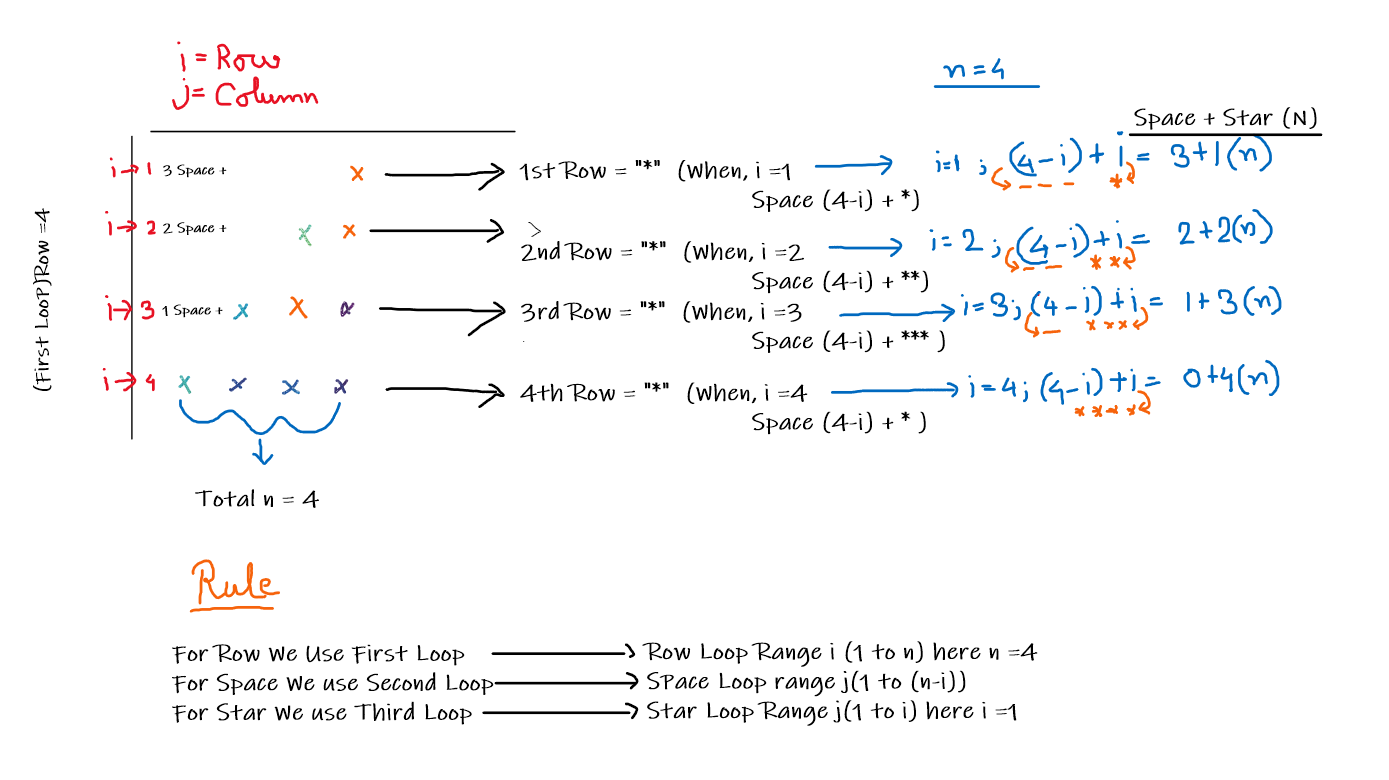 i = Row
j = Column
n = 4
Space + Star (N)
(First LooP)Row =4
i → 1 3 Space + x → 1st Row = "*" (When, i =1 → i=1 ; (4-i) + i = 3+1(n)
Space (4-i) + *)
_ _ _ *
i → 2 2 Space + x x → 2nd Row = "*" (When, i =2 → i= 2 ; (4-i)+i = 2+2(n)
Space (4-i) + **)
_ _ * *
i → 3 1 Space + x x x → 3rd Row = "*" (When, i =3 → i=3; (4-i)+i = 1+3(n)
Space (4-i) + *** )
_ * * *
i → 4 x x x x → 4th Row = "*" (When, i =4 → i=4; (4-i)+i= 0+4(n)
Space (4-i) + * )
* * * *
Total n = 4
Rule
For Row We Use First Loop → Row Loop Range i (1 to n) here n =4
For Space We use Second Loop → SPace Loop range j(1 to (n-i))
For Star We use Third Loop → Star Loop Range j(1 to i) here i =1